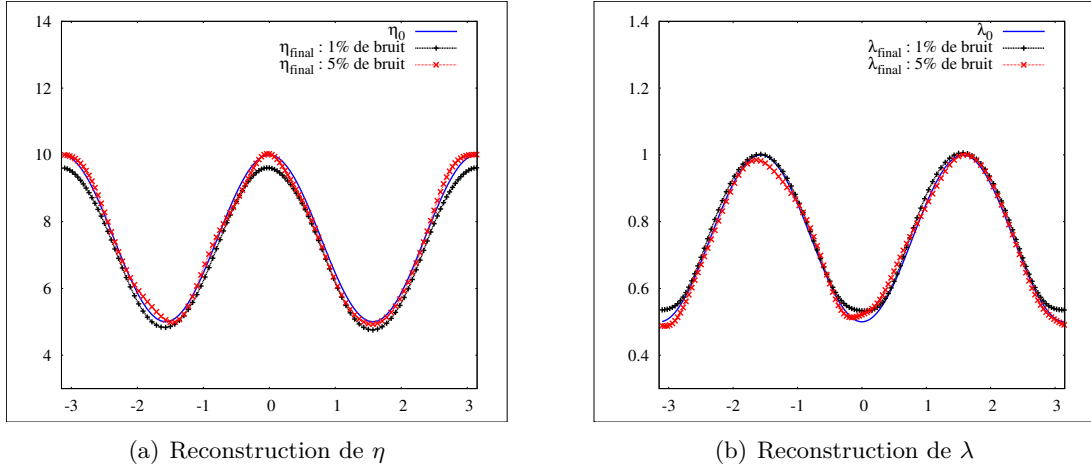 14
12
10
8
6
4
-3 -2 -1 0 1 2 3
η0
ηfinal : 1% de bruit
ηfinal : 5% de bruit
(a) Reconstruction de η
1.4
1.2
1
0.8
0.6
0.4
-3 -2 -1 0 1 2 3
λ0
λfinal : 1% de bruit
λfinal : 5% de bruit
(b) Reconstruction de λ